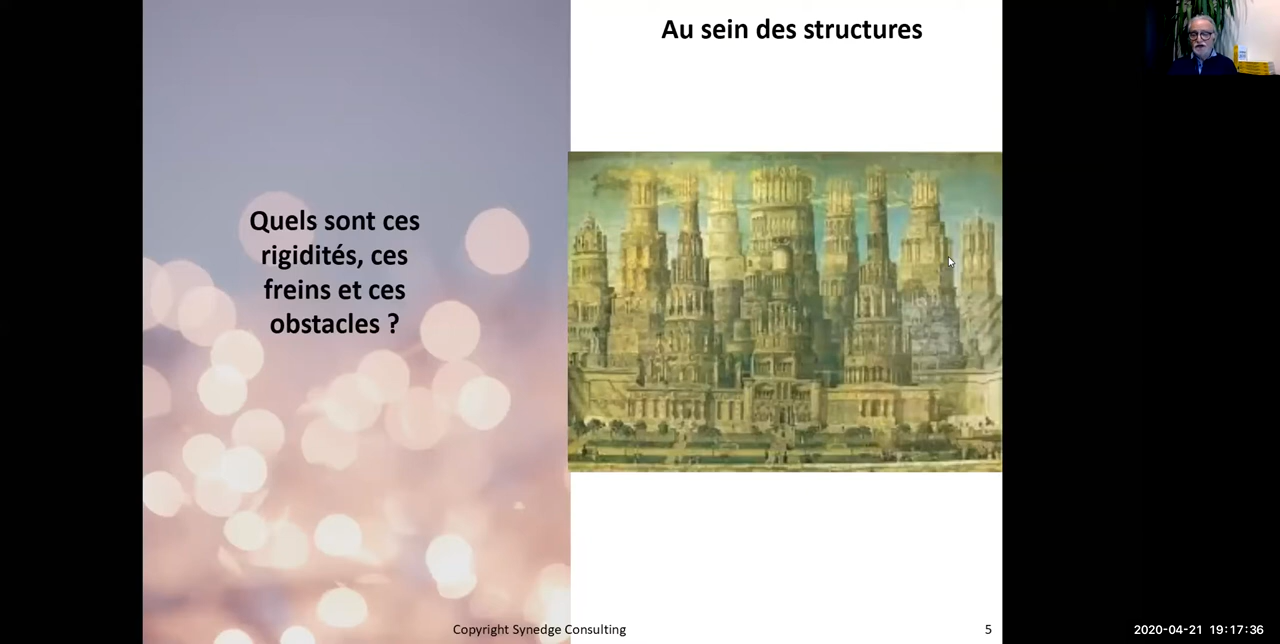 Au sein des structures
Quels sont ces
rigidités, ces
freins et ces
obstacles ?
Copyright Synedge Consulting
5
2020-04-21 19:17:36